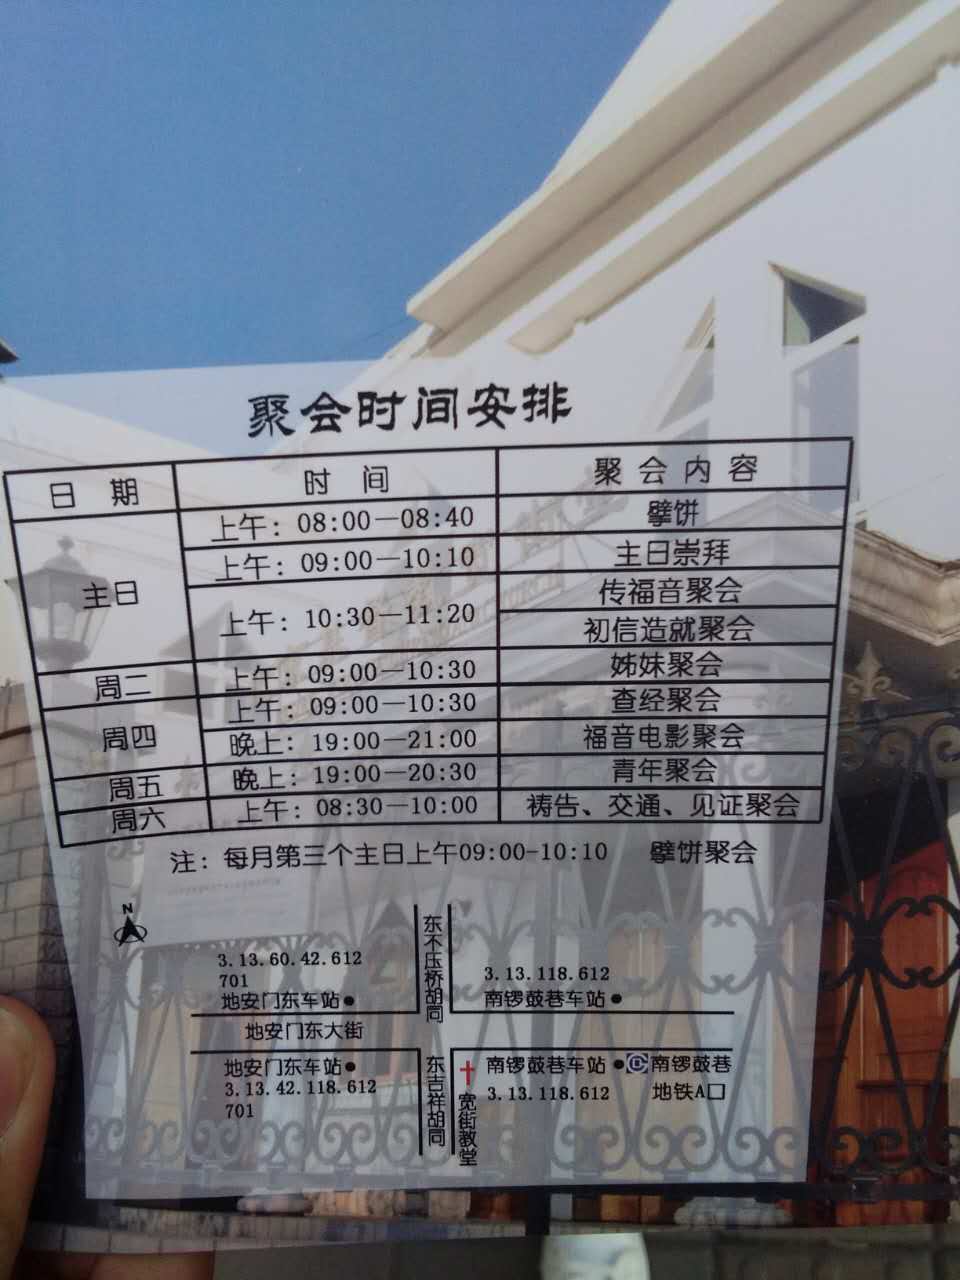 聚会时间安排
日 期 时 间 聚 会 内 容
主日 上午：08:00—08:40 擘饼
上午：09:00—10:10 主日崇拜
上午：10:30—11:20 传福音聚会
初信造就聚会
周二 上午：09:00—10:30 姊妹聚会
周四 上午：09:00—10:30 查经聚会
晚上：19:00—21:00 福音电影聚会
周五 晚上：19:00—20:30 青年聚会
周六 上午：08:30—10:00 祷告、交通、见证聚会
注：每月第三个主日上午09:00-10:10 擘饼聚会
N
东不压桥胡同
3.13.60.42.612
701
地安门东车站
3.13.118.612
南锣鼓巷车站
地安门东大街
地安门东车站
3.13.42.118.612
701
东吉祥胡同
宽街教堂
南锣鼓巷车站
3.13.118.612
南锣鼓巷
地铁A口